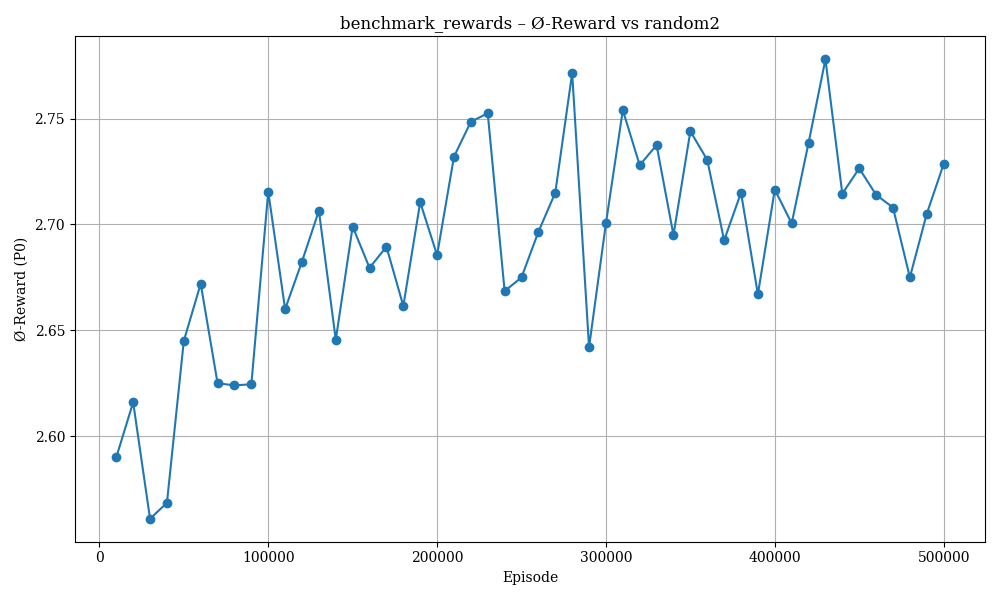 benchmark_rewards – Ø-Reward vs random2
Ø-Reward (P0)
2.75
2.70
2.65
2.60
0 100000 200000 300000 400000 500000
Episode